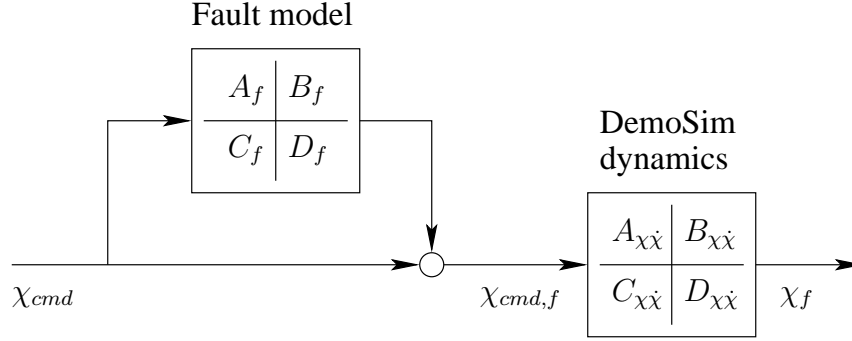 Fault model
A_f B_f
C_f D_f
DemoSim
dynamics
A_{χχ̇} B_{χχ̇}
C_{χχ̇} D_{χχ̇}
χ_{cmd} χ_{cmd,f} χ_f